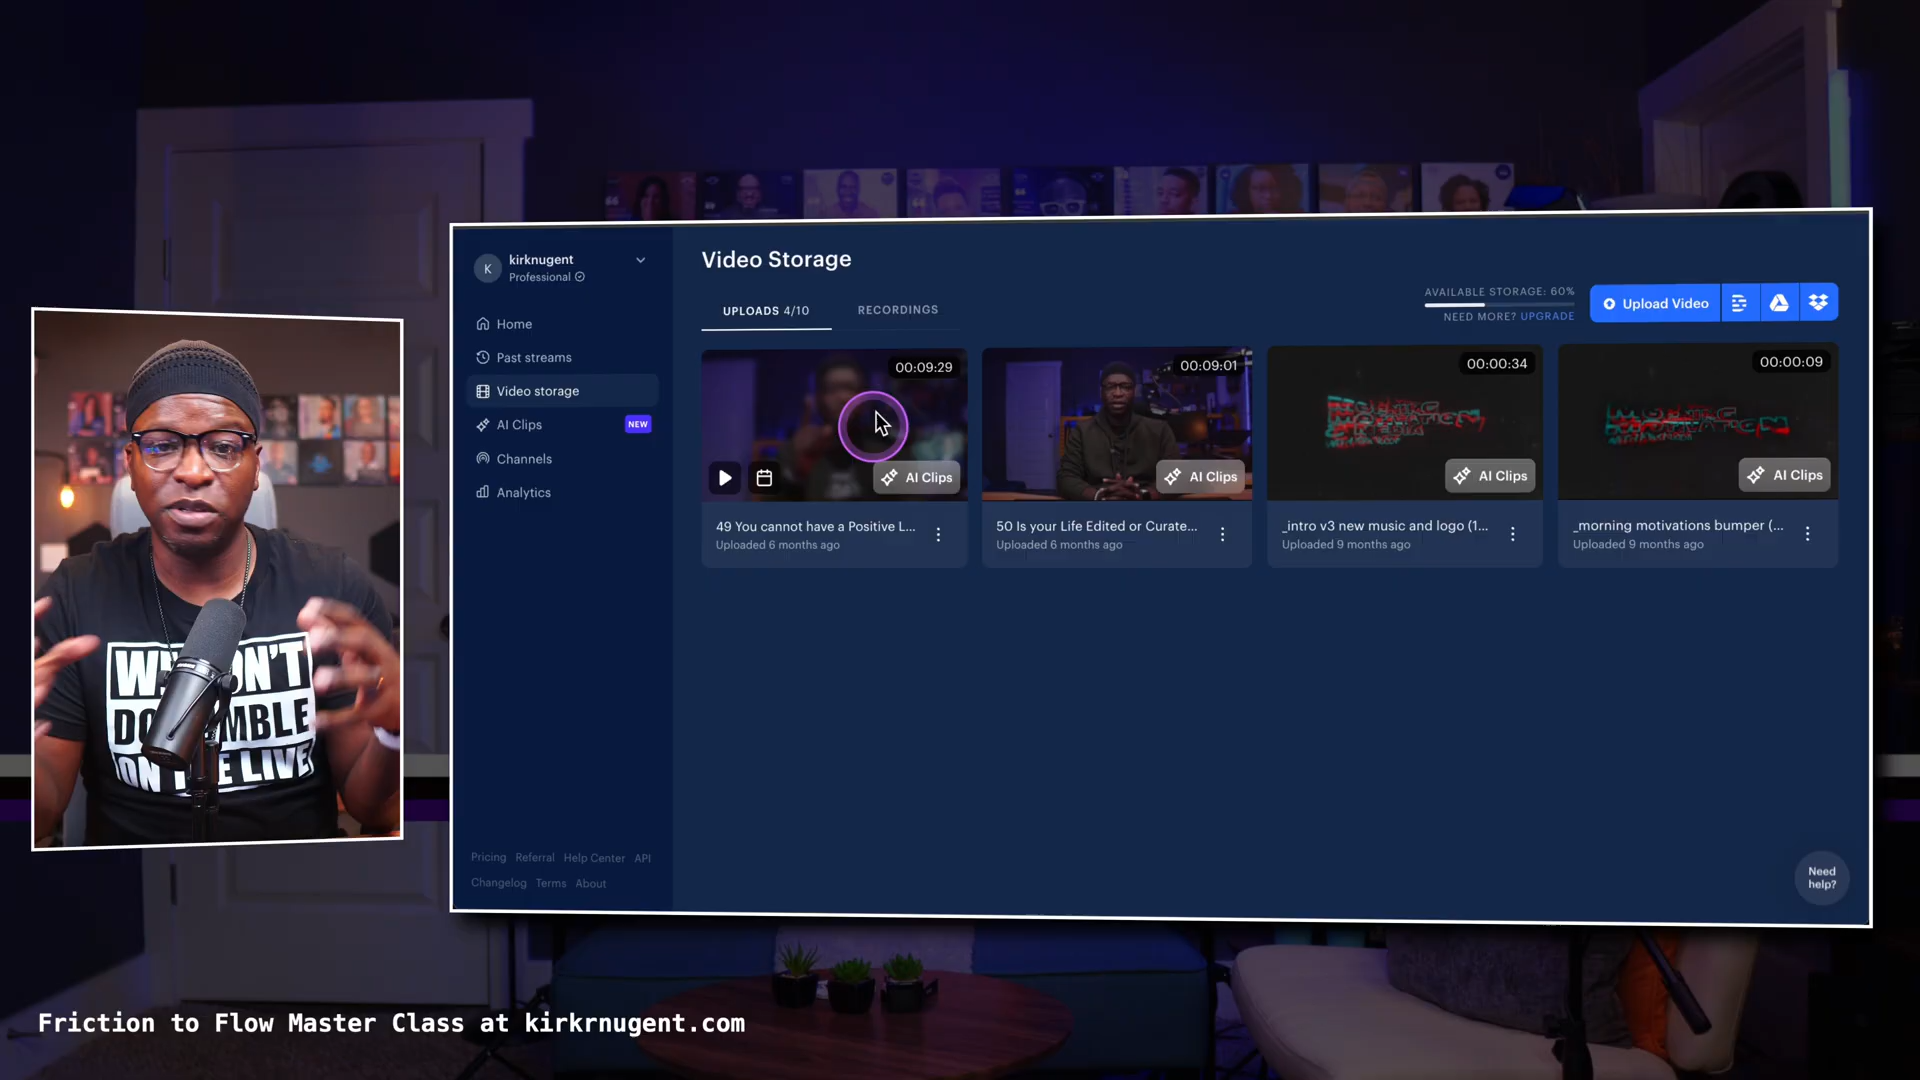 K
kirknugent
Professional
Home
Past streams
Video storage
AI Clips
NEW
Channels
Analytics
Pricing Referral Help Center API
Changelog Terms About
Video Storage
UPLOADS 4/10
RECORDINGS
AVAILABLE STORAGE: 60%
NEED MORE? UPGRADE
Upload Video
00:09:29
AI Clips
49 You cannot have a Positive L...
Uploaded 6 months ago
00:09:01
AI Clips
50 Is your Life Edited or Curate...
Uploaded 6 months ago
00:00:34
AI Clips
_intro v3 new music and logo (1...
Uploaded 9 months ago
00:00:09
AI Clips
_morning motivations bumper (...
Uploaded 9 months ago
Need
help?
ON THE LIVE
Friction to Flow Master Class at kirkrnugent.com